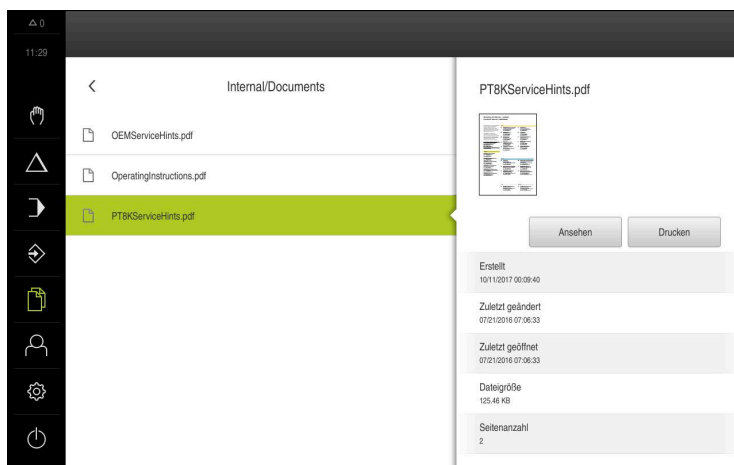 0
11:29
Internal/Documents
OEMServiceHints.pdf
OperatingInstructions.pdf
PT8KServiceHints.pdf
PT8KServiceHints.pdf
Ansehen
Drucken
Erstellt
10/11/2017 00:09:40
Zuletzt geändert
07/21/2016 07:06:33
Zuletzt geöffnet
07/21/2016 07:06:33
Dateigröße
125.46 KB
Seitenanzahl
2